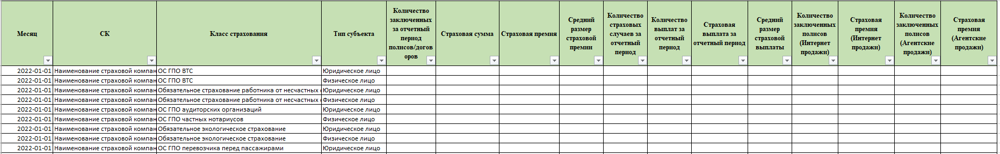 Месяц
СК
Класс страхования
Тип субъекта
Количество
заключенных
за отчетный
период
полисов/догов
оров
Страховая сумма
Страховая премия
Средний
размер
страховой
премии
Количество
страховых
случаев за
отчетный
период
Количество
выплат за
отчетный
период
Страховая
выплата за
отчетный период
Средний
размер
страховой
выплаты
Количество
заключенных
полисов
(Интернет
продажи)
Страховая
премия
(Интернет
продажи)
Количество
заключенных
полисов
(Агентские
продажи)
Страховая
премия
(Агентские
продажи)
2022-01-01 Наименование страховой компан ОС ГПО ВТС Юридическое лицо
2022-01-01 Наименование страховой компан ОС ГПО ВТС Физическое лицо
2022-01-01 Наименование страховой компан Обязательное страхование работника от несчастных Юридическое лицо
2022-01-01 Наименование страховой компан Обязательное страхование работника от несчастных Физическое лицо
2022-01-01 Наименование страховой компан ОС ГПО аудиторских организаций Юридическое лицо
2022-01-01 Наименование страховой компан ОС ГПО частных нотариусов Физическое лицо
2022-01-01 Наименование страховой компан Обязательное экологическое страхование Юридическое лицо
2022-01-01 Наименование страховой компан Обязательное экологическое страхование Физическое лицо
2022-01-01 Наименование страховой компан ОС ГПО перевозчика перед пассажирами Юридическое лицо